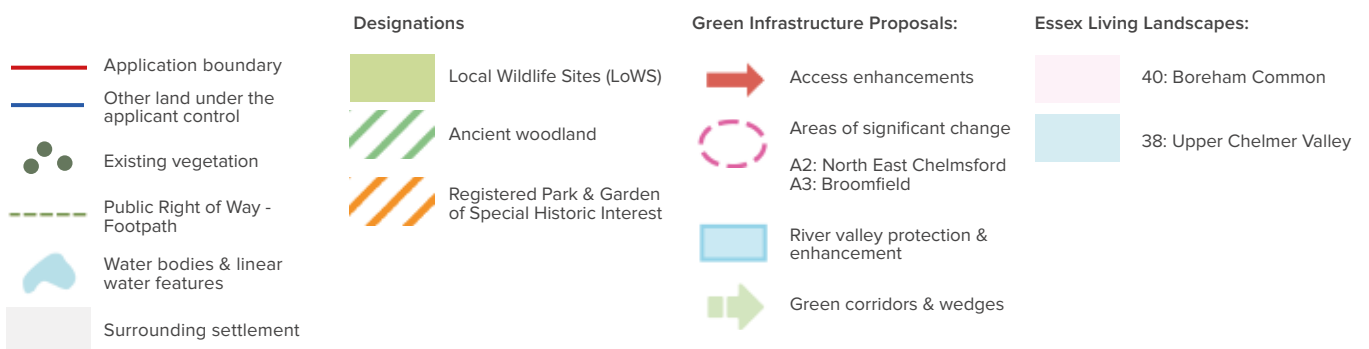 Application boundary
Other land under the
applicant control
Existing vegetation
Public Right of Way -
Footpath
Water bodies & linear
water features
Surrounding settlement
Designations
Local Wildlife Sites (LoWS)
Ancient woodland
Registered Park & Garden
of Special Historic Interest
Green Infrastructure Proposals:
Access enhancements
Areas of significant change
A2: North East Chelmsford
A3: Broomfield
River valley protection &
enhancement
Green corridors & wedges
Essex Living Landscapes:
40: Boreham Common
38: Upper Chelmer Valley